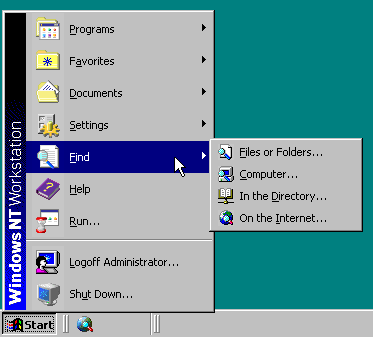 Programs
Favorites
Documents
Settings
Find
Help
Run...
Logoff Administrator...
Shut Down...
Windows NT Workstation
Files or Folders...
Computer...
In the Directory...
On the Internet...
Start